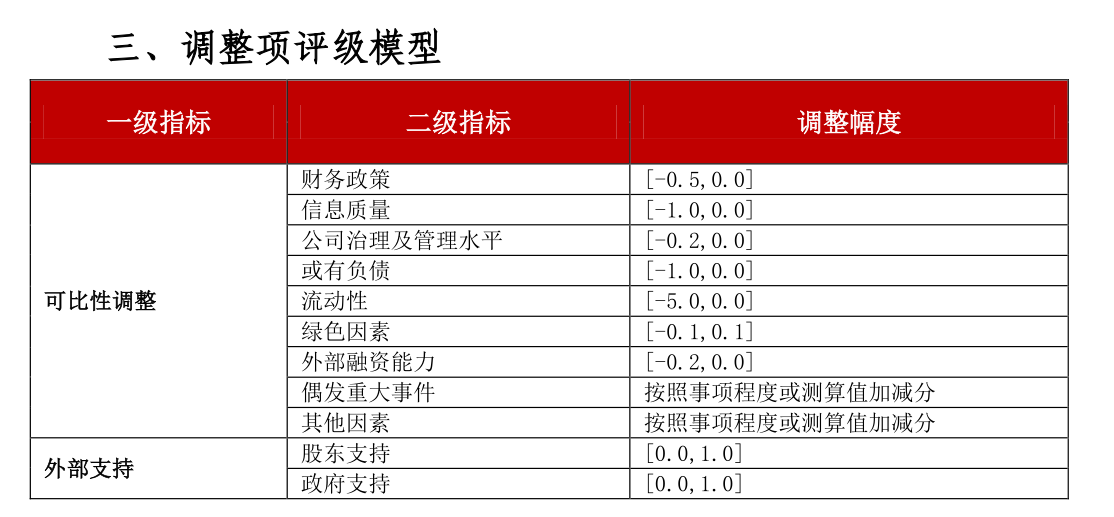 三、调整项评级模型
一级指标 二级指标 调整幅度
可比性调整
财务政策 [-0.5,0.0]
信息质量 [-1.0,0.0]
公司治理及管理水平 [-0.2,0.0]
或有负债 [-1.0,0.0]
流动性 [-5.0,0.0]
绿色因素 [-0.1,0.1]
外部融资能力 [-0.2,0.0]
偶发重大事件 按照事项程度或测算值加减分
其他因素 按照事项程度或测算值加减分
外部支持
股东支持 [0.0,1.0]
政府支持 [0.0,1.0]